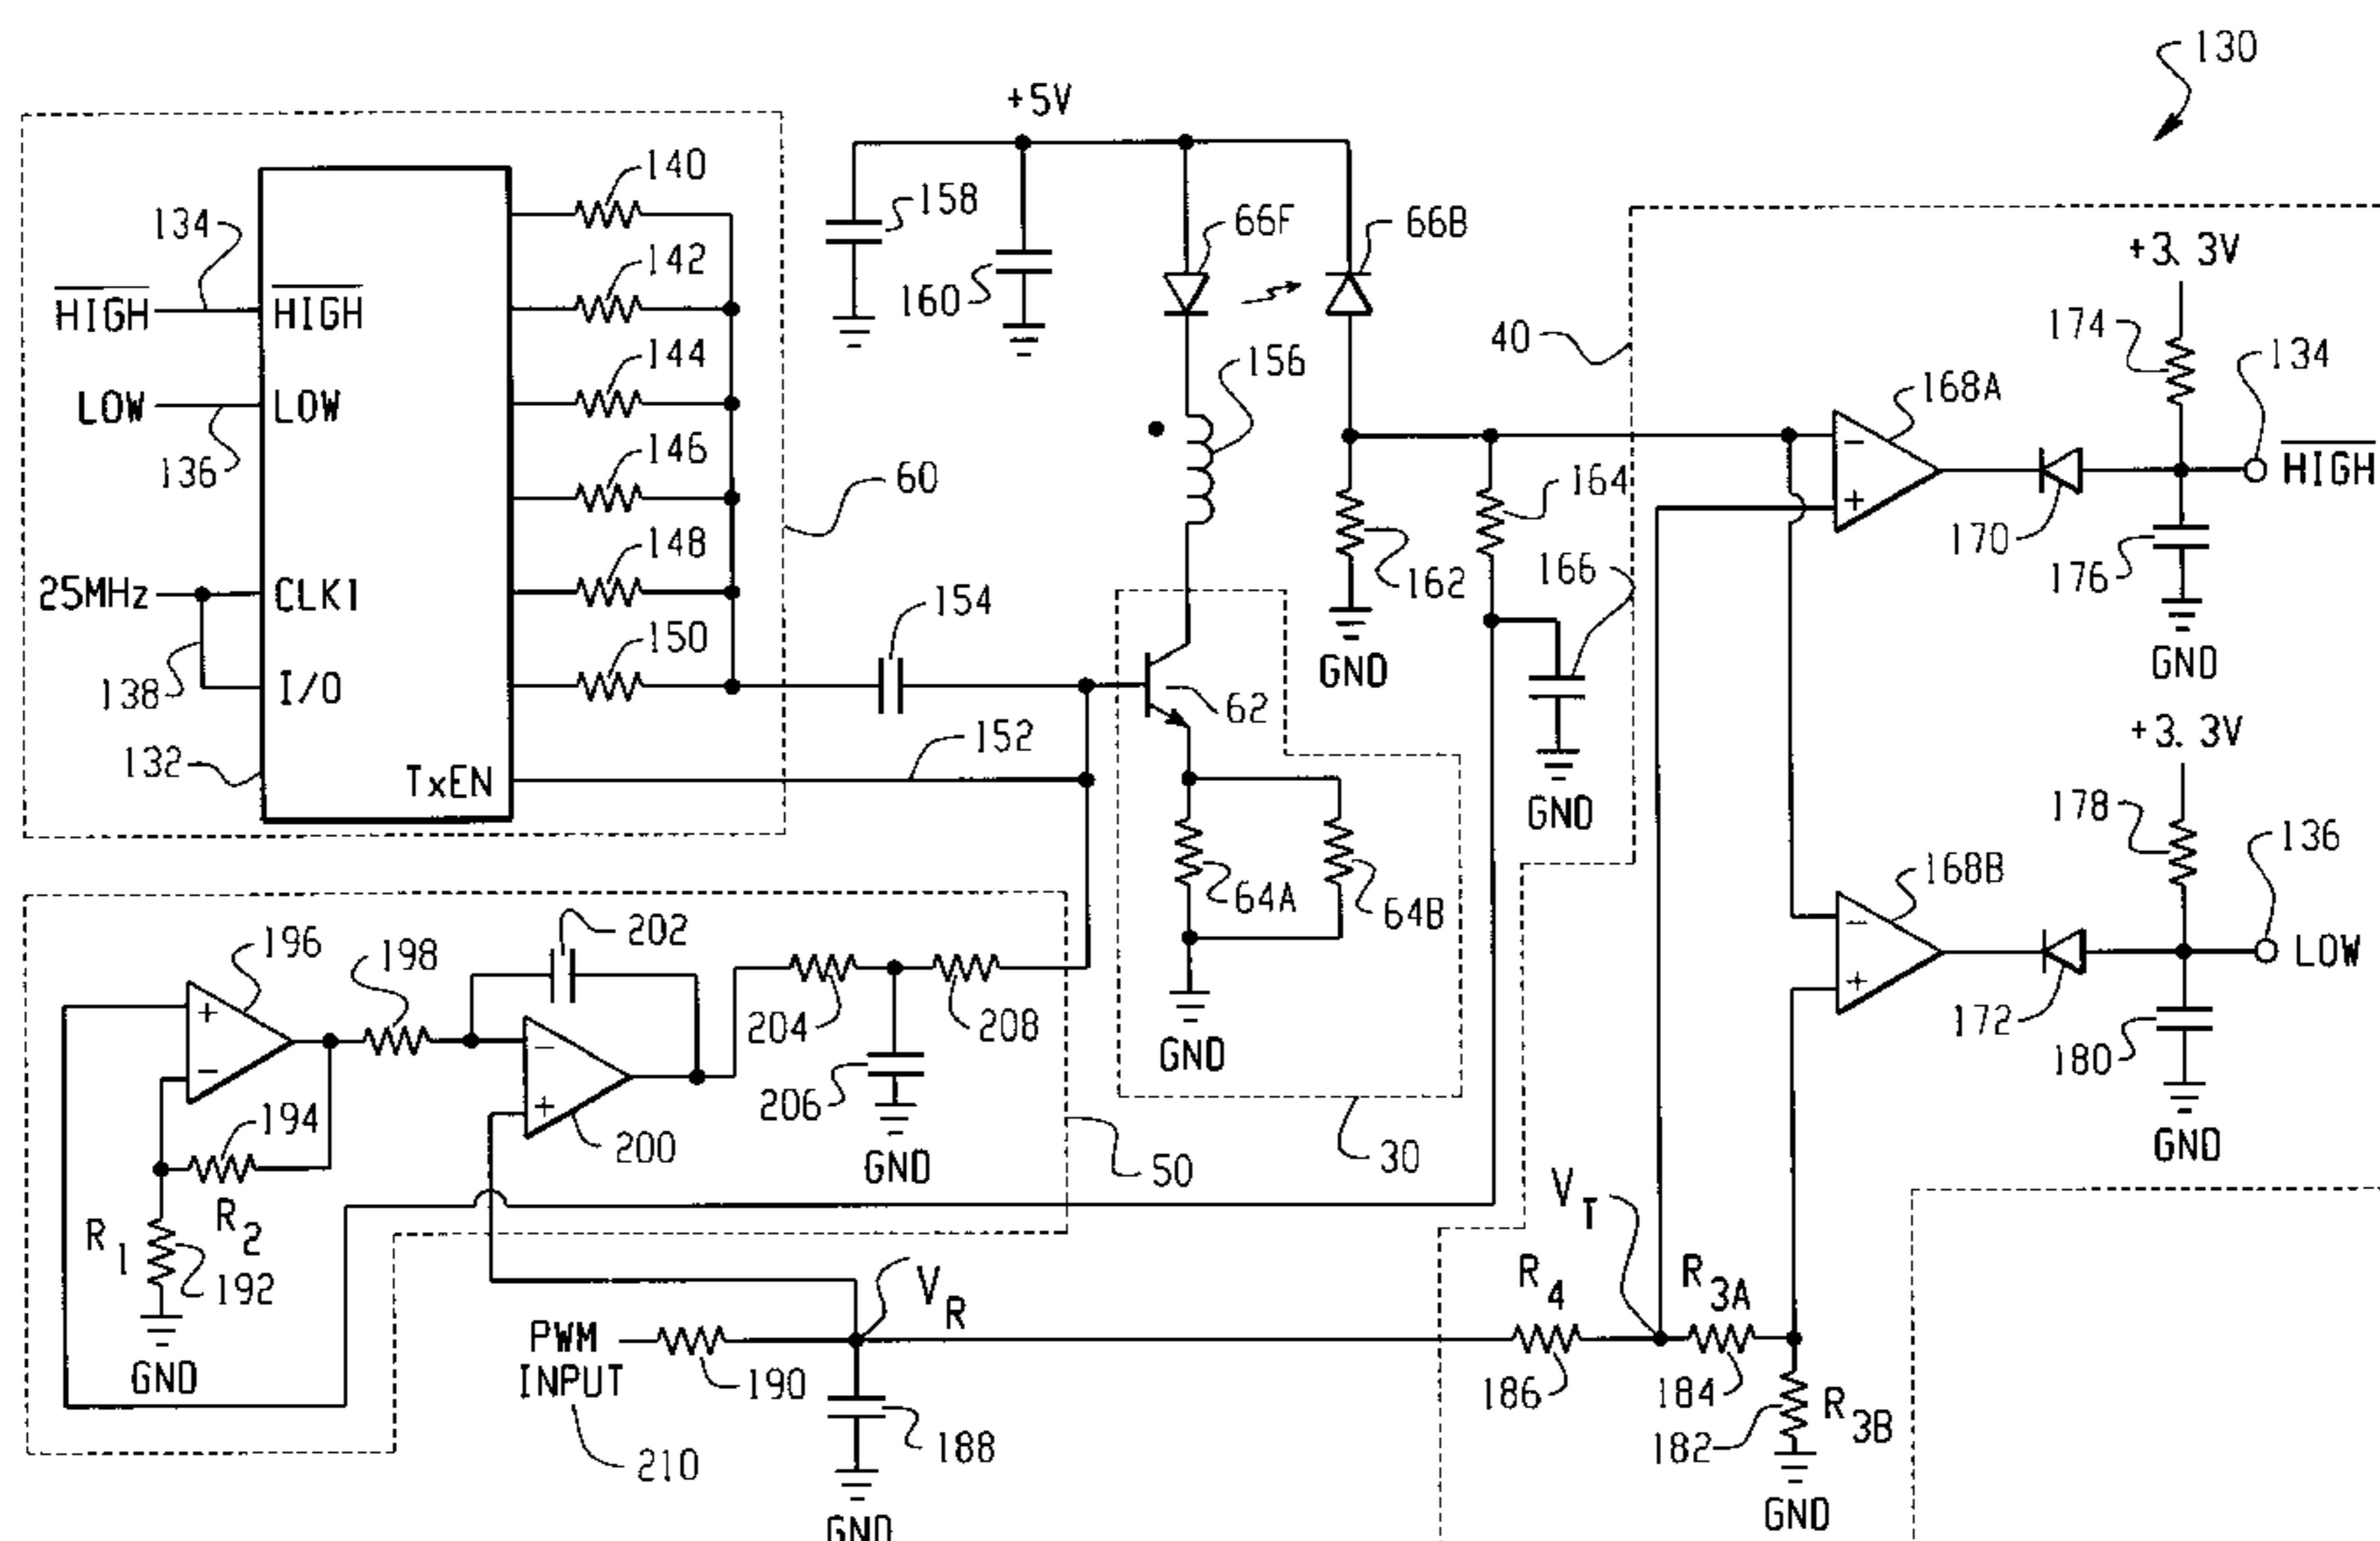 130
+5V
140
158
66F
66B
134
142
+3. 3V
HIGH
HIGH
160
174
134
40
144
156
168A
LOW
LOW
HIGH
146
136
60
164
170
148
162
166
176
25MHz
CLK1
154
GND
GND
150
138
I/O
62
+3. 3V
152
132
TxEN
GND
178
136
64A
64B
168B
202
196
198
LOW
204
208
172
180
GND
206
194
200
GND
50
30
GND
R1
R2
VT
192
R4
R3A
VR
PWM
INPUT
GND
190
186
184
R3B
188
182
210
GND
GND